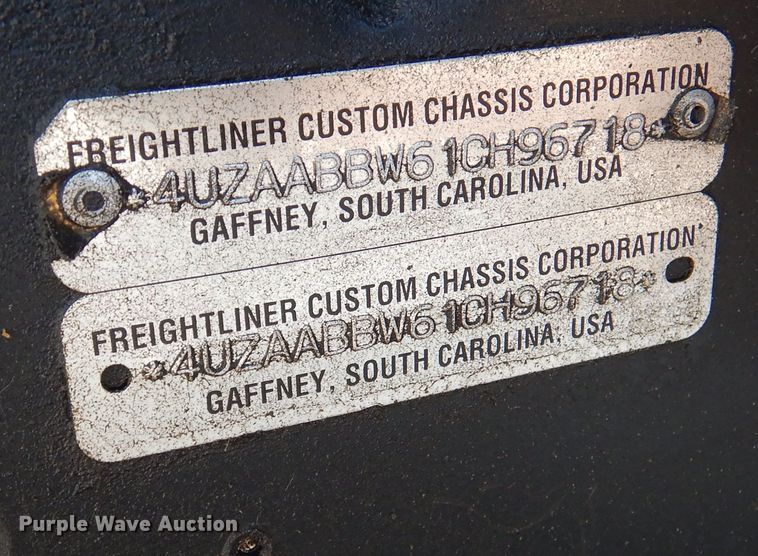 FREIGHTLINER CUSTOM CHASSIS CORPORATION
*4UZAABBW61CH96718*
GAFFNEY, SOUTH CAROLINA, USA
FREIGHTLINER CUSTOM CHASSIS CORPORATION
*4UZAABBW61CH96718*
GAFFNEY, SOUTH CAROLINA, USA
Purple Wave Auction